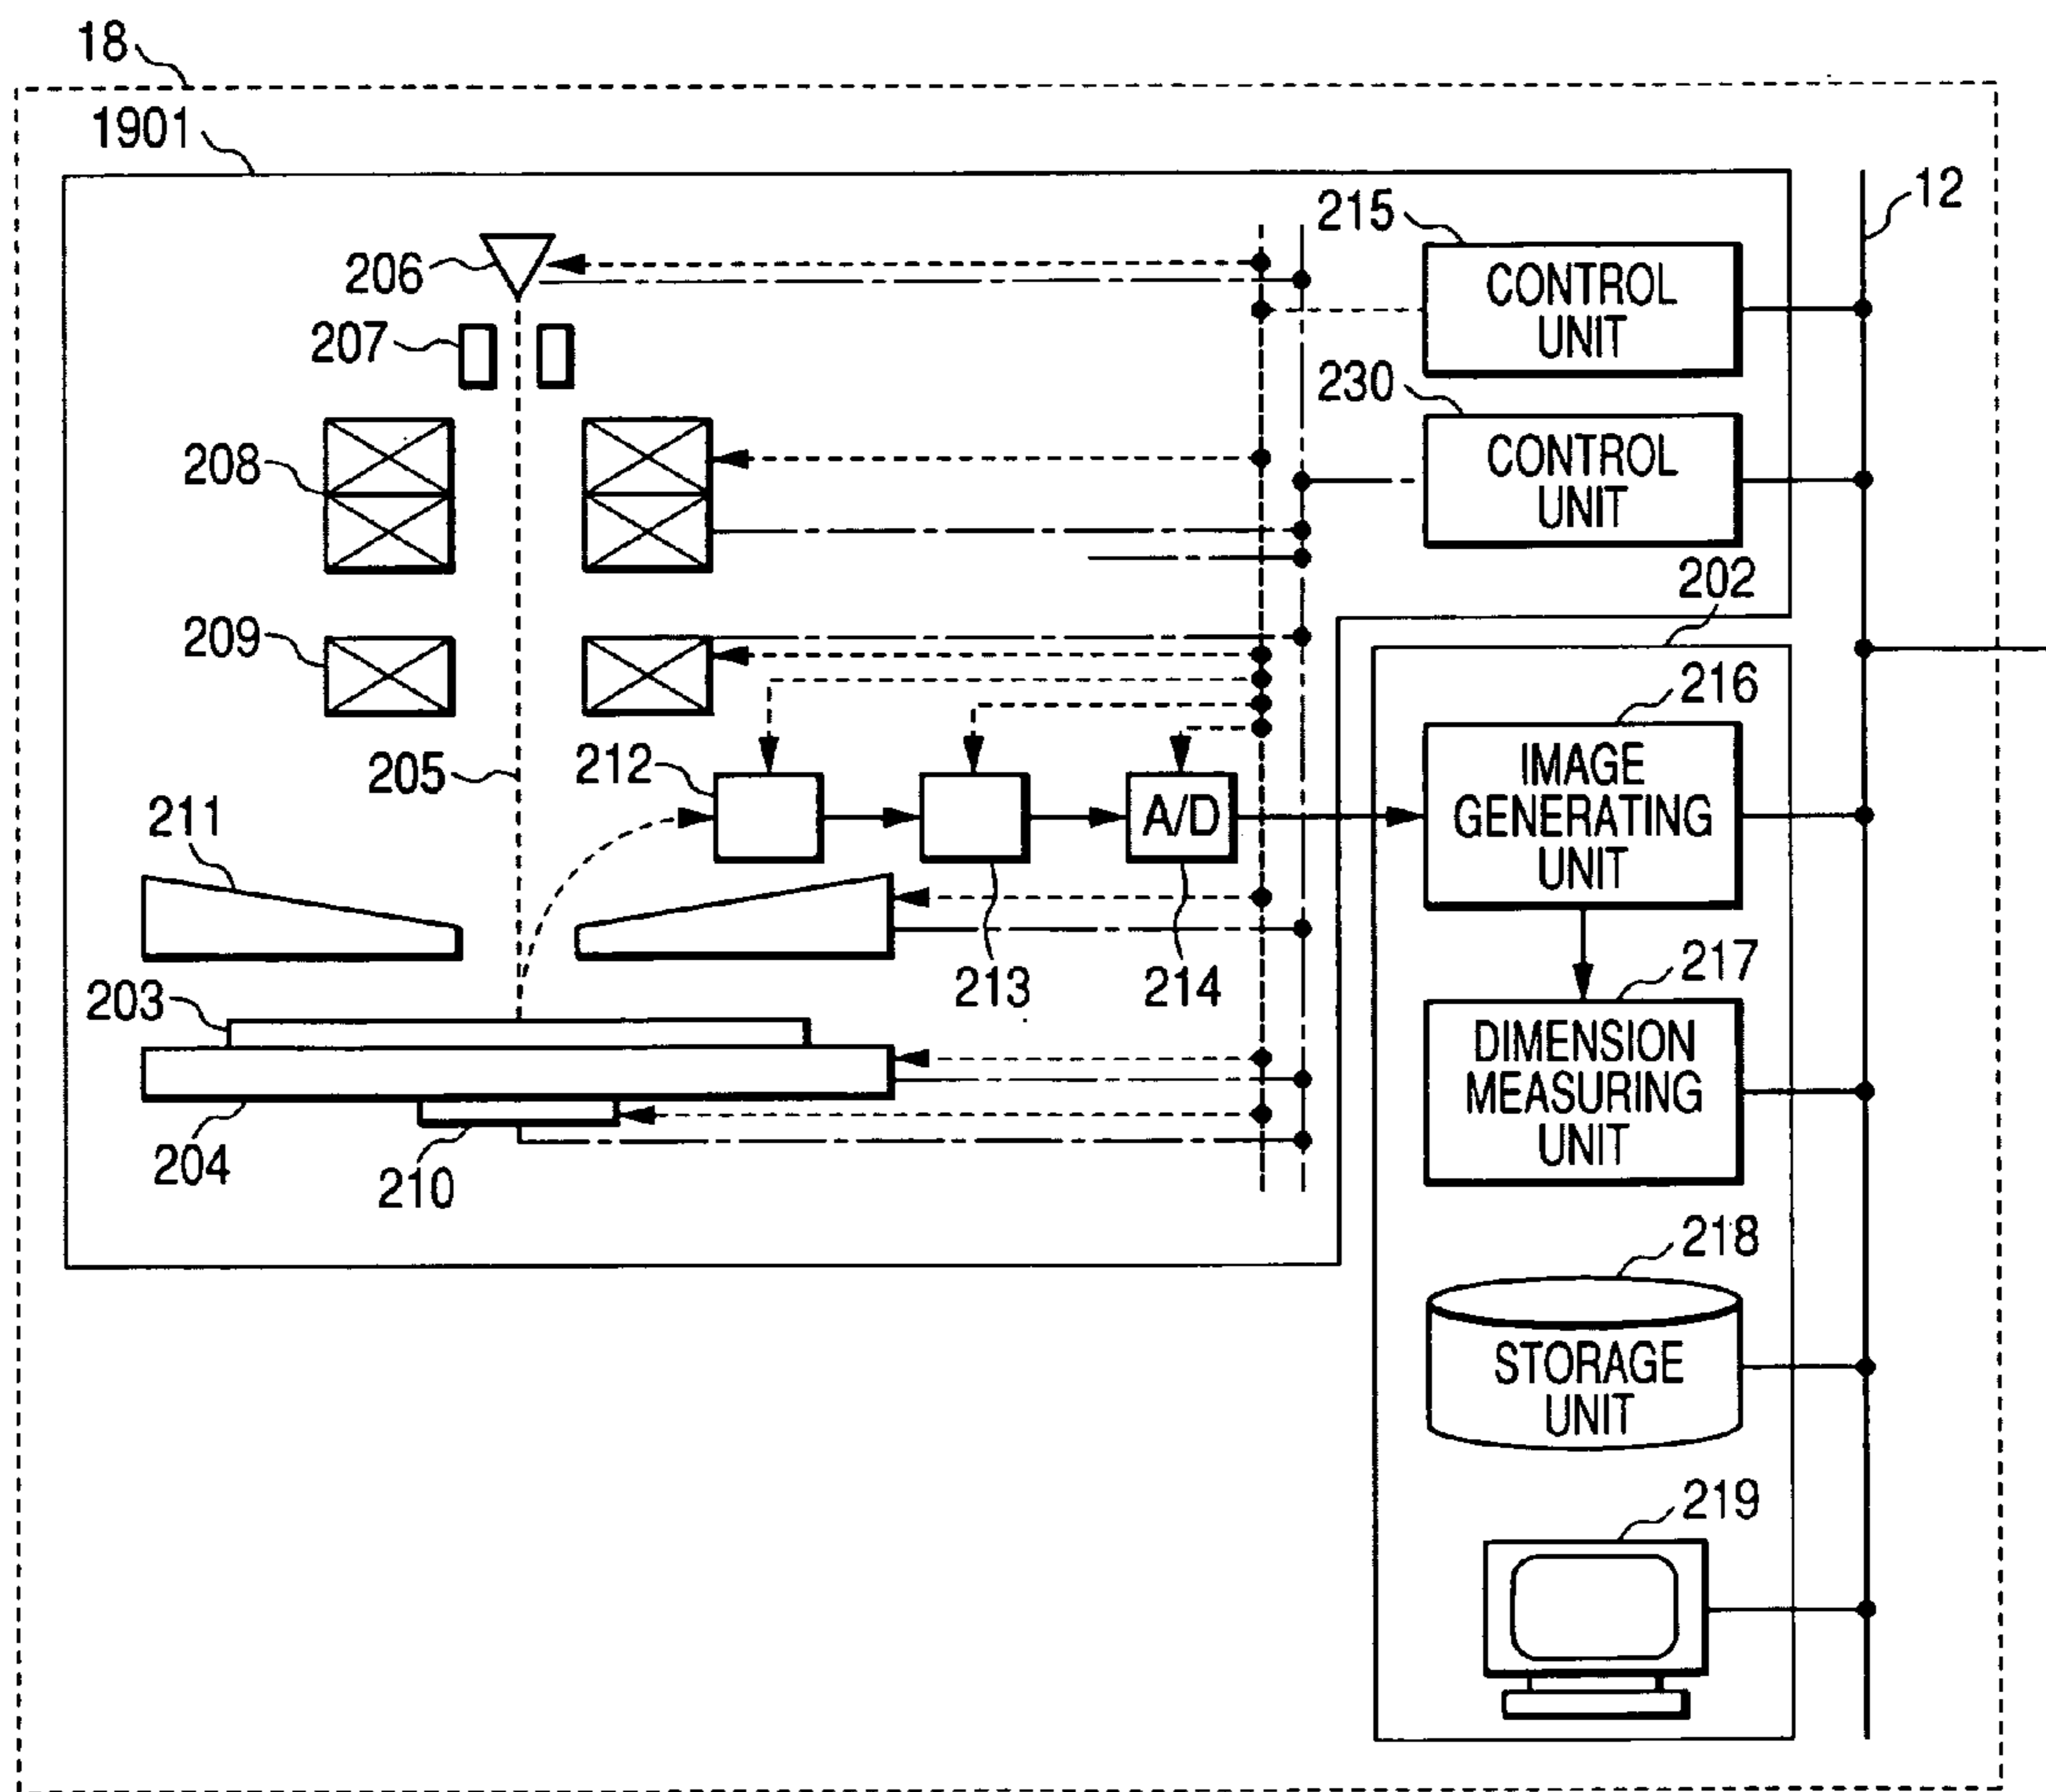 18
1901
12
215
206
CONTROL
UNIT
207
230
208
CONTROL
UNIT
202
209
216
205
212
IMAGE
GENERATING
UNIT
211
A/D
217
213
214
203
DIMENSION
MEASURING
UNIT
204
210
218
STORAGE
UNIT
219